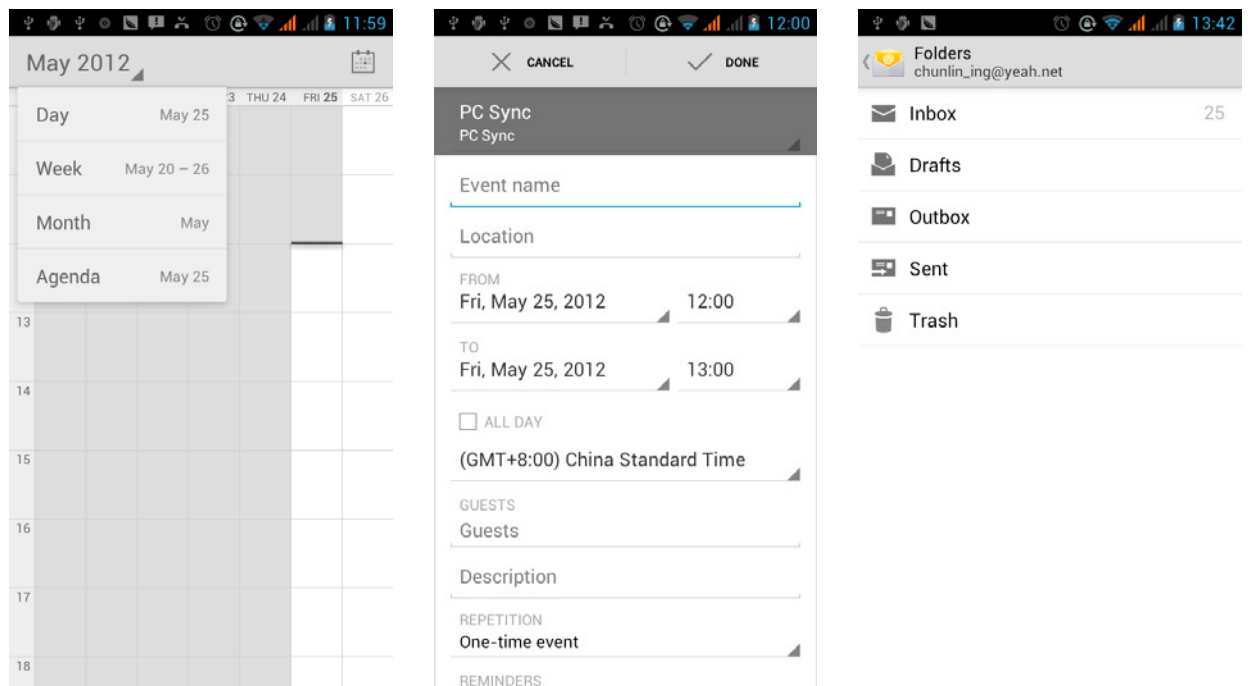 11:59
May 2012
Day May 25
Week May 20 – 26
Month May
Agenda May 25
3 THU 24 FRI 25 SAT 26
13
14
15
16
17
18
12:00
CANCEL DONE
PC Sync
PC Sync
Event name
Location
FROM
Fri, May 25, 2012 12:00
TO
Fri, May 25, 2012 13:00
ALL DAY
(GMT+8:00) China Standard Time
GUESTS
Guests
Description
REPETITION
One-time event
REMINDERS
13:42
Folders
chunlin_ing@yeah.net
Inbox 25
Drafts
Outbox
Sent
Trash